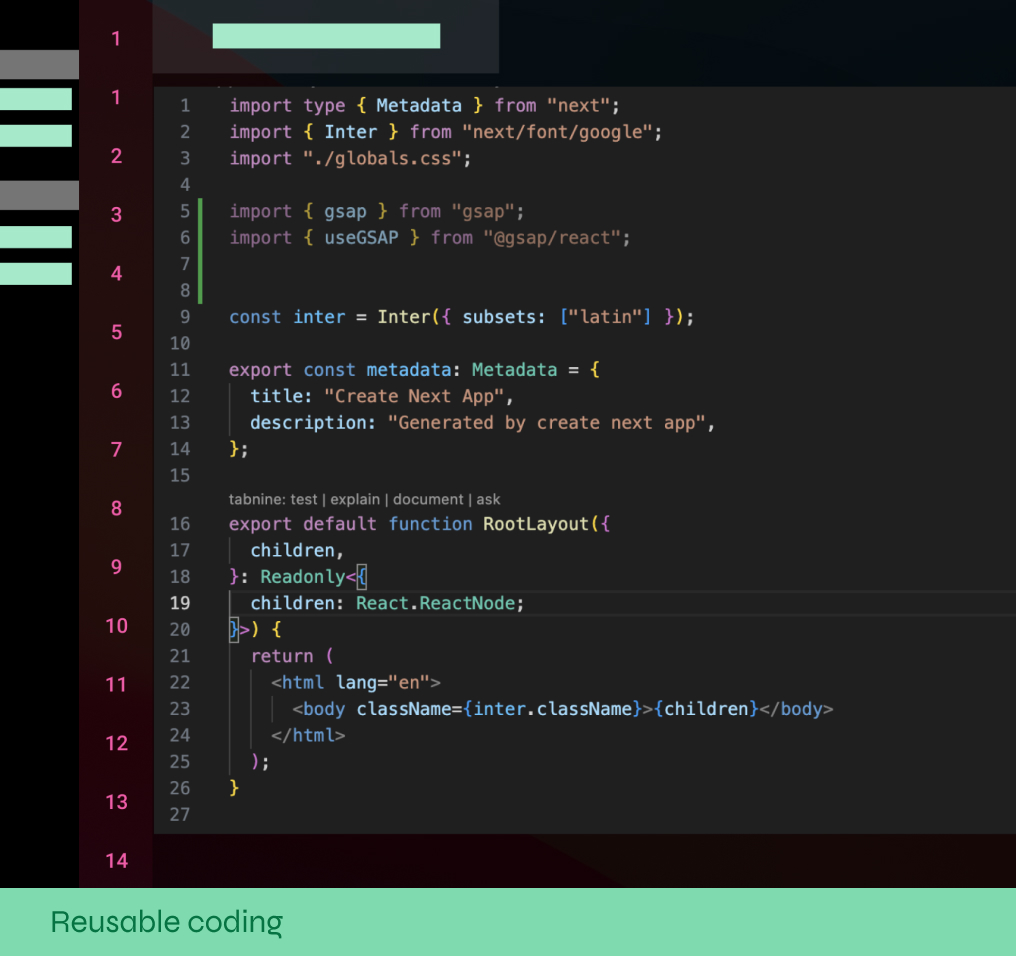 1
1
2
3
4
5
6
7
8
9
10
11
12
13
14
1 import type { Metadata } from "next";
2 import { Inter } from "next/font/google";
3 import "./globals.css";
4
5 import { gsap } from "gsap";
6 import { useGSAP } from "@gsap/react";
7
8
9 const inter = Inter({ subsets: ["latin"] });
10
11 export const metadata: Metadata = {
12   title: "Create Next App",
13   description: "Generated by create next app",
14 };
15
tabnine: test | explain | document | ask
16 export default function RootLayout({
17   children,
18 }: Readonly<{
19   children: React.ReactNode;
20 }>) {
21   return (
22     <html lang="en">
23       <body className={inter.className}>{children}</body>
24     </html>
25   );
26 }
27
Reusable coding